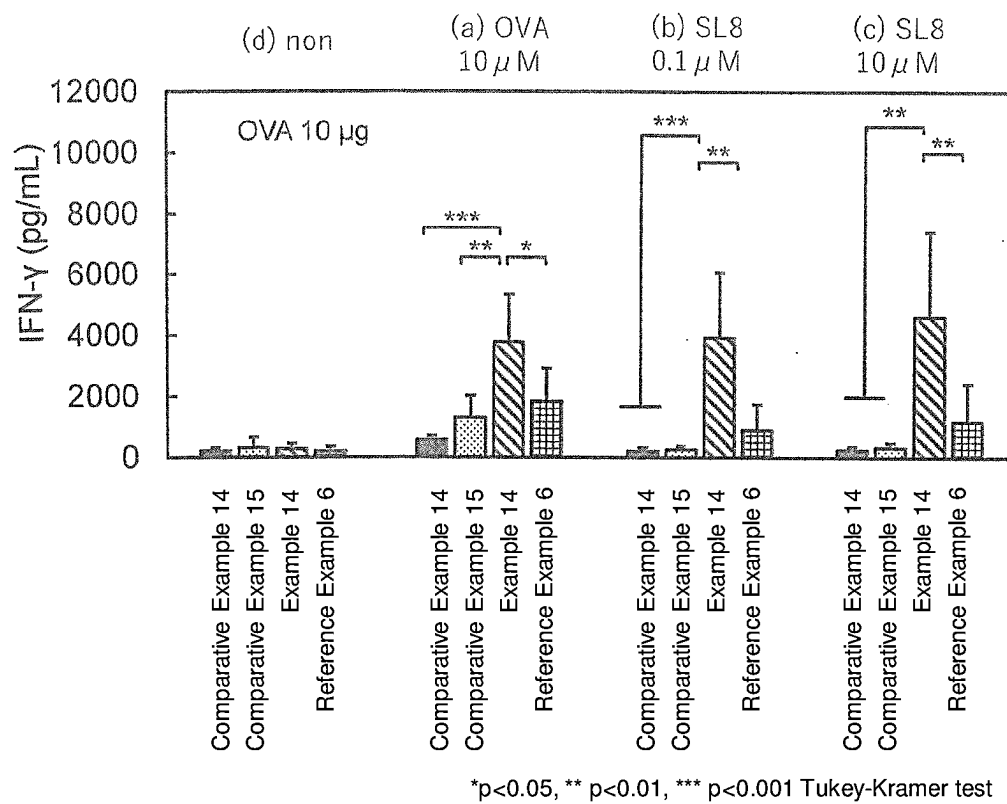 (d) non
(a) OVA
10 μM
(b) SL8
0.1 μM
(c) SL8
10 μM
IFN-γ (pg/mL)
12000
10000
8000
6000
4000
2000
0
OVA 10 μg
***
**
*
***
**
**
**
Comparative Example 14
Comparative Example 15
Example 14
Reference Example 6
Comparative Example 14
Comparative Example 15
Example 14
Reference Example 6
Comparative Example 14
Comparative Example 15
Example 14
Reference Example 6
Comparative Example 14
Comparative Example 15
Example 14
Reference Example 6
*p<0.05, ** p<0.01, *** p<0.001 Tukey-Kramer test